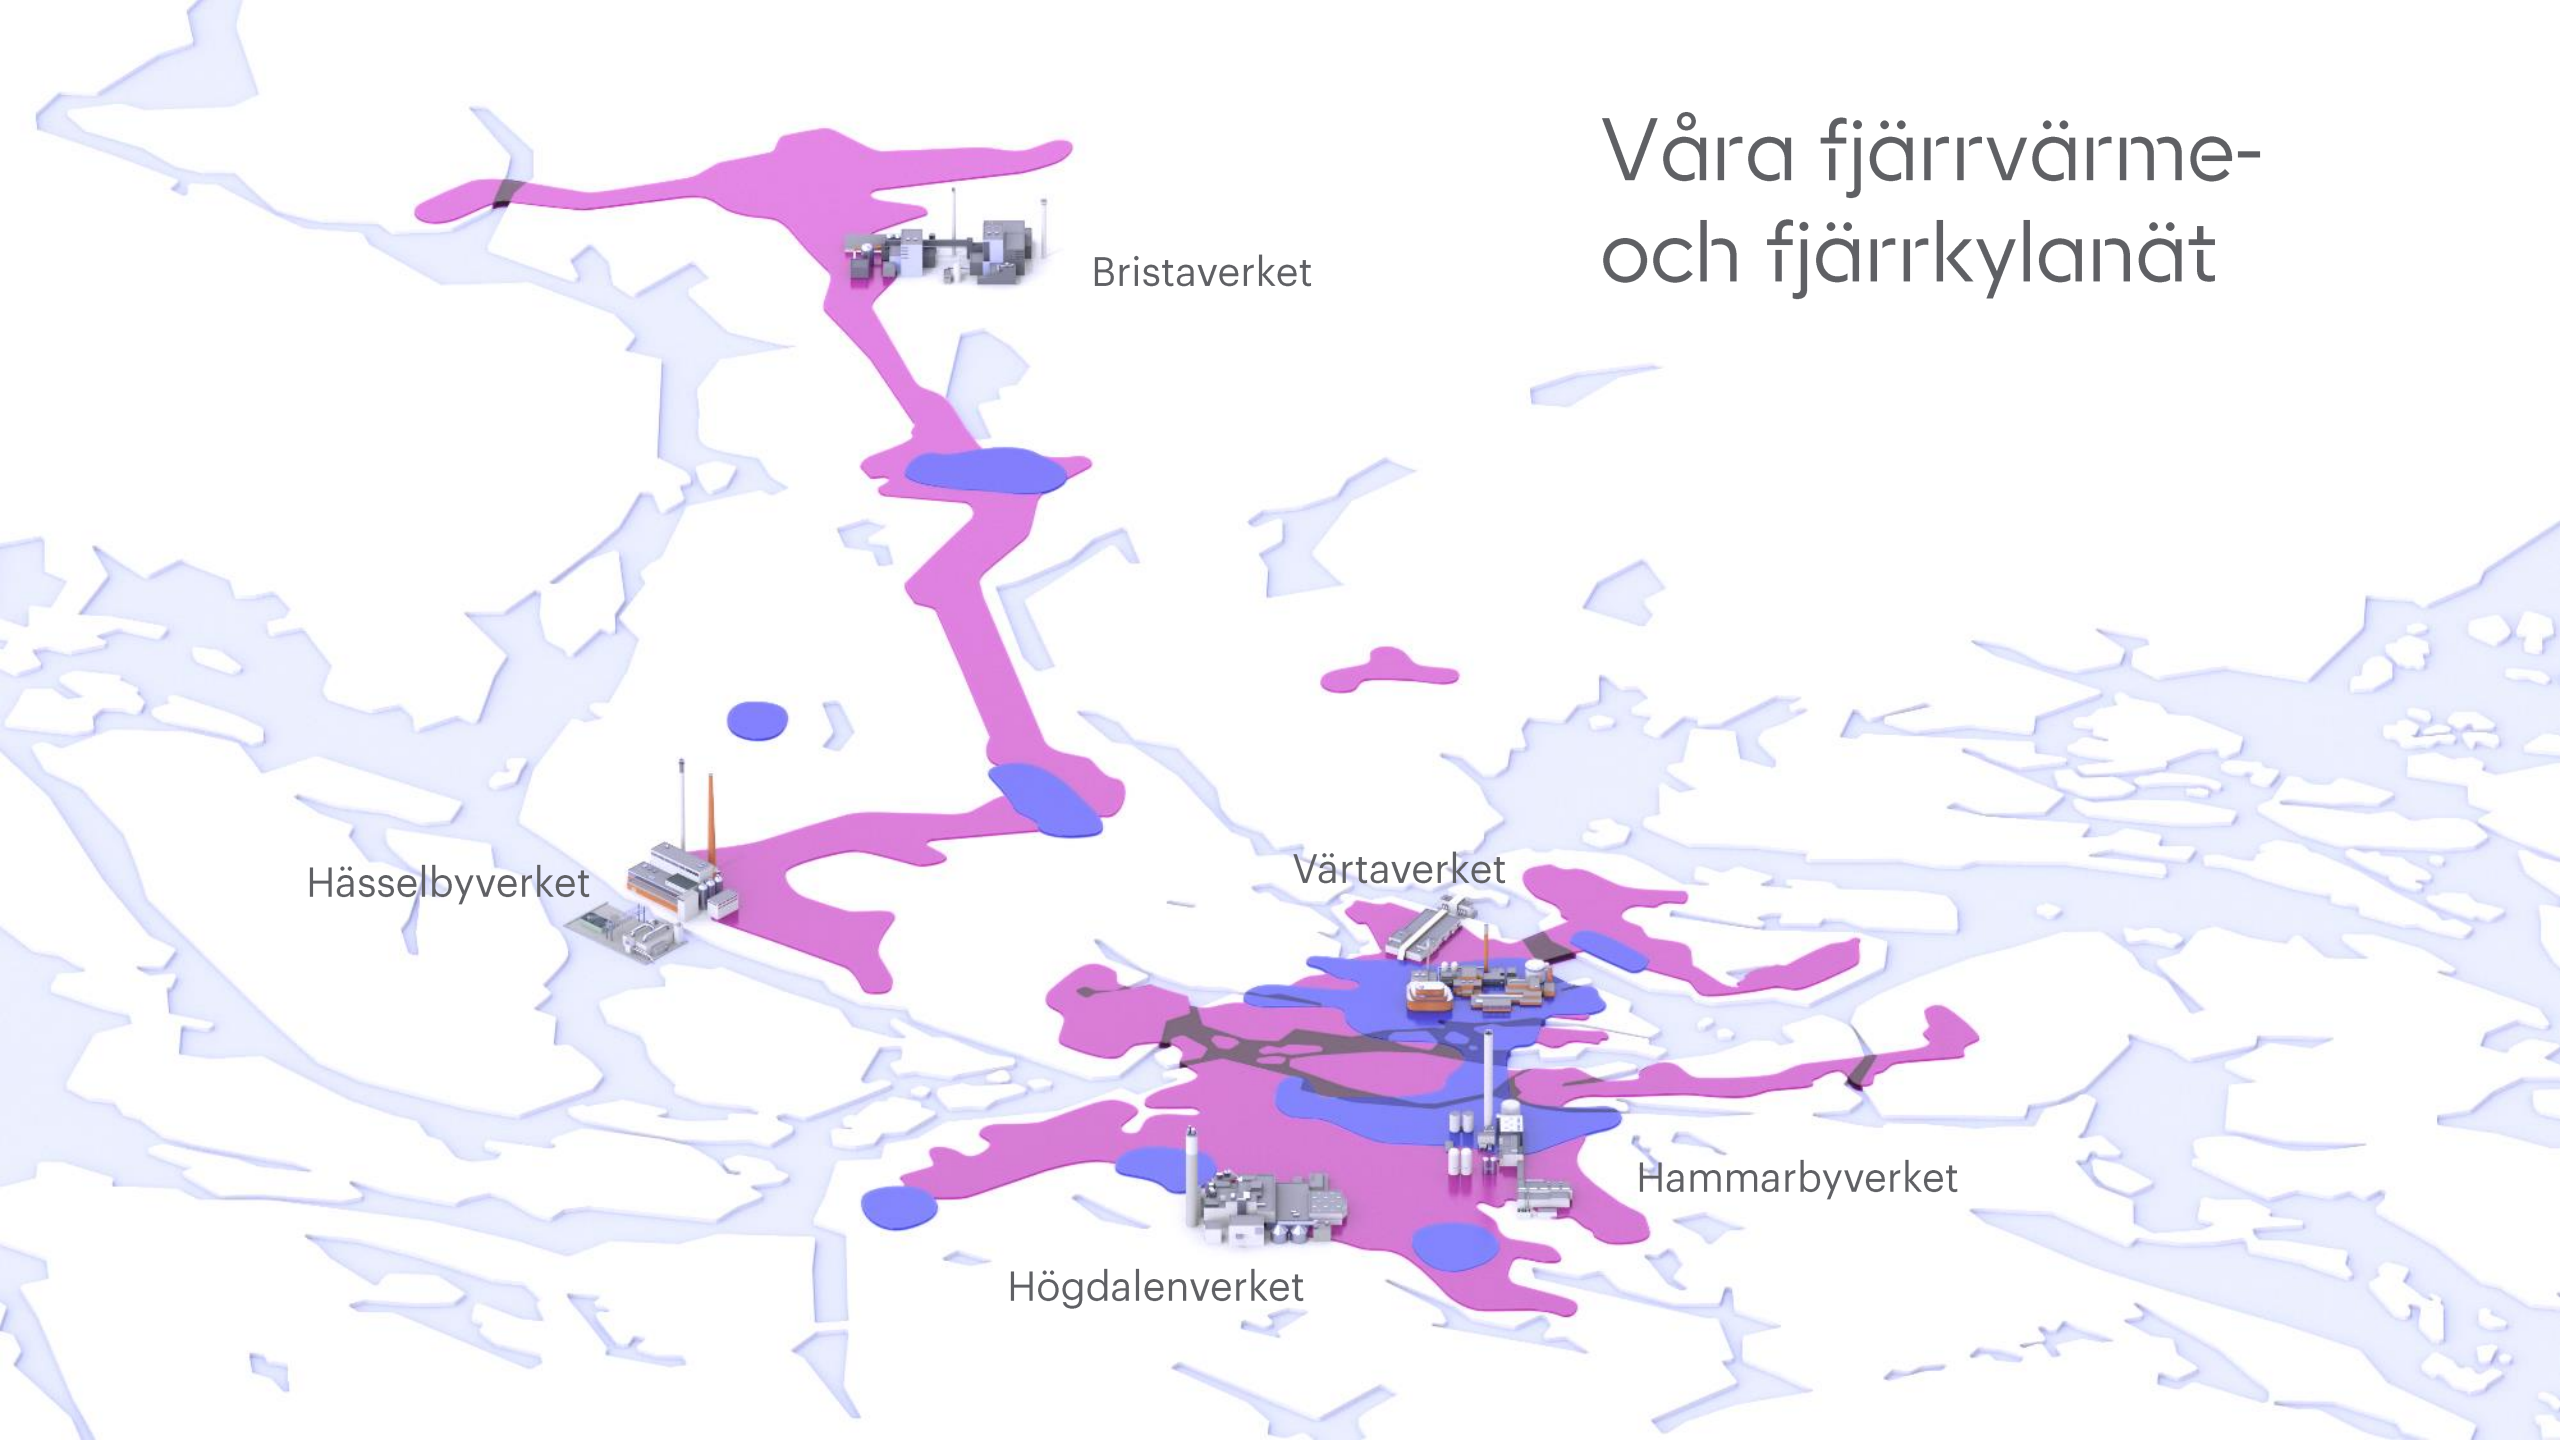 Våra fjärrvärme-
och fjärrkylanät
Bristaverket
Hässelbyverket
Värtaverket
Hammarbyverket
Högdalenverket